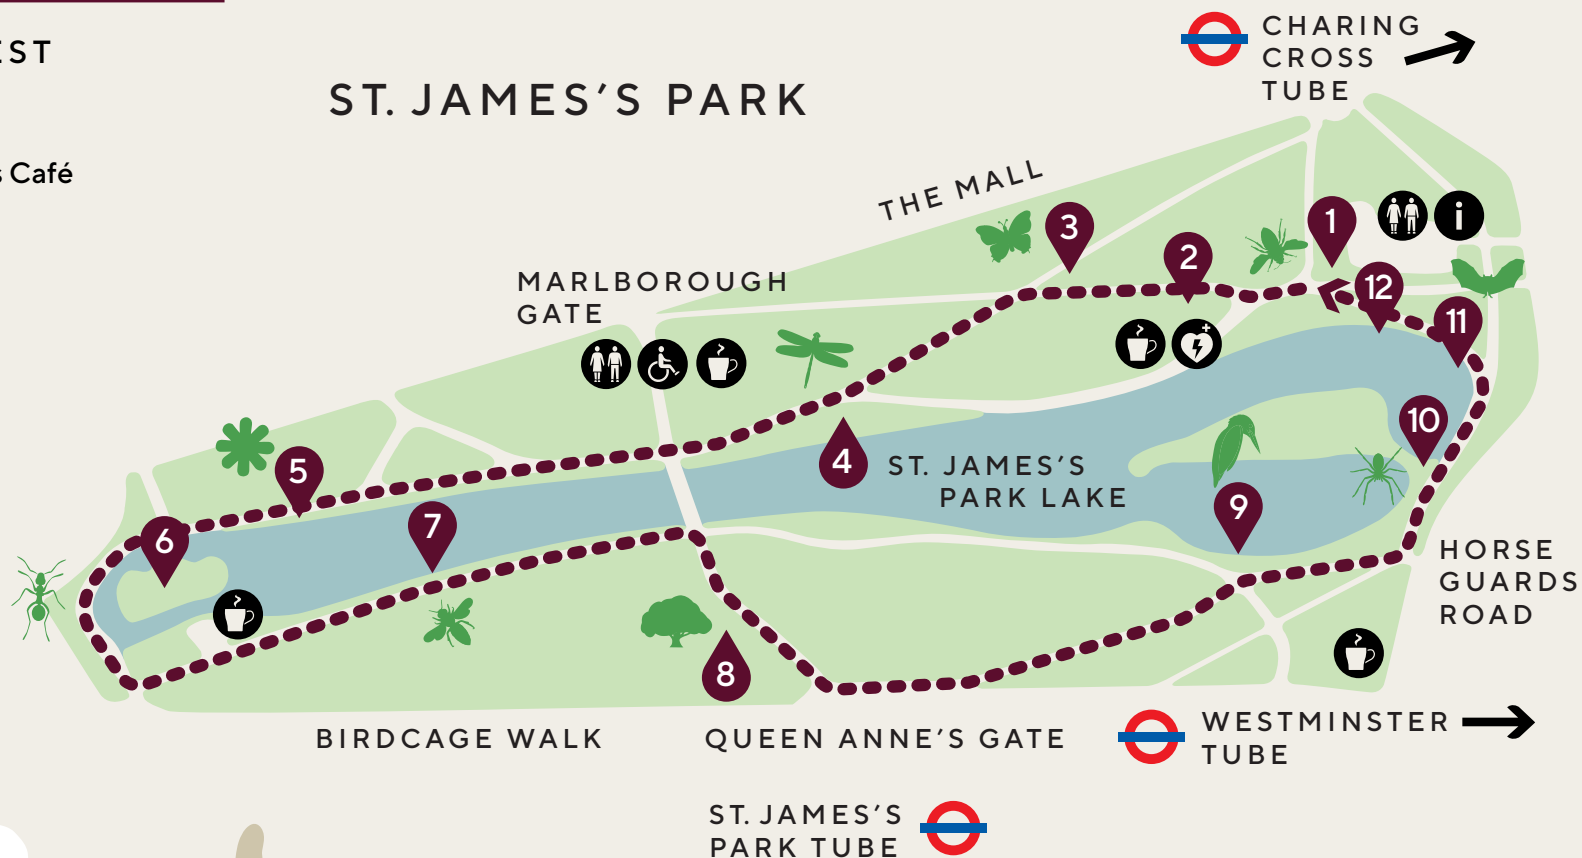 EST
ST. JAMES'S PARK
s Café
CHARING
CROSS
TUBE
THE MALL
MARLBOROUGH
GATE
1
2
3
4
5
6
7
8
9
10
11
12
i
ST. JAMES'S
PARK LAKE
HORSE
GUARDS
ROAD
BIRDCAGE WALK
QUEEN ANNE'S GATE
WESTMINSTER
TUBE
ST. JAMES'S
PARK TUBE